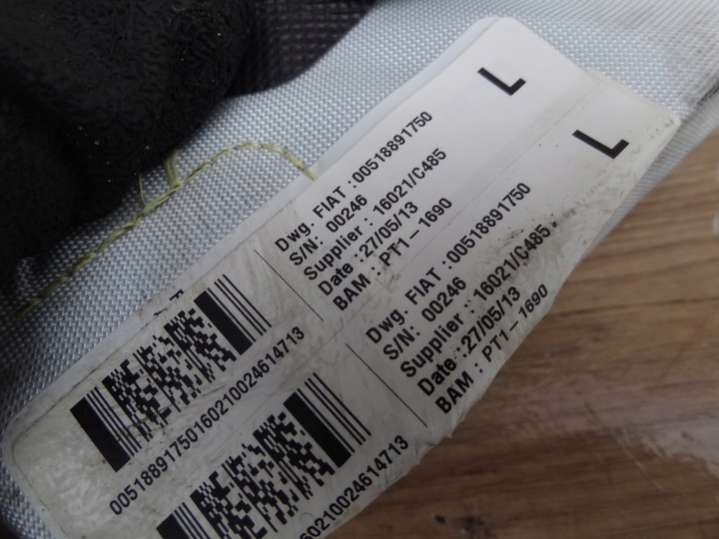 L
Dwg. FIAT :00518891750
S/N: 00246
Supplier : 16021/C485
Date :27/05/13
BAM : PT1-1690
00518891750160210024614713
L
Dwg. FIAT :00518891750
S/N: 00246
Supplier : 16021/C485
Date :27/05/13
BAM : PT1-1690
60210024614713